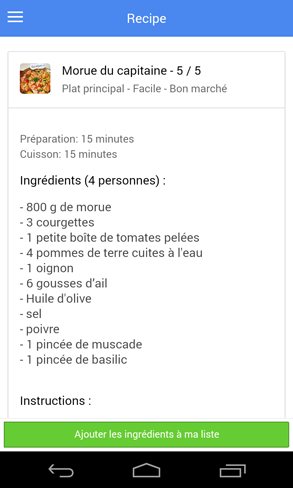 Recipe
Morue du capitaine - 5 / 5
Plat principal - Facile - Bon marché
Préparation: 15 minutes
Cuisson: 15 minutes
Ingrédients (4 personnes) :
- 800 g de morue
- 3 courgettes
- 1 petite boîte de tomates pelées
- 4 pommes de terre cuites à l'eau
- 1 oignon
- 6 gousses d'ail
- Huile d'olive
- sel
- poivre
- 1 pincée de muscade
- 1 pincée de basilic
Instructions :
Ajouter les ingrédients à ma liste